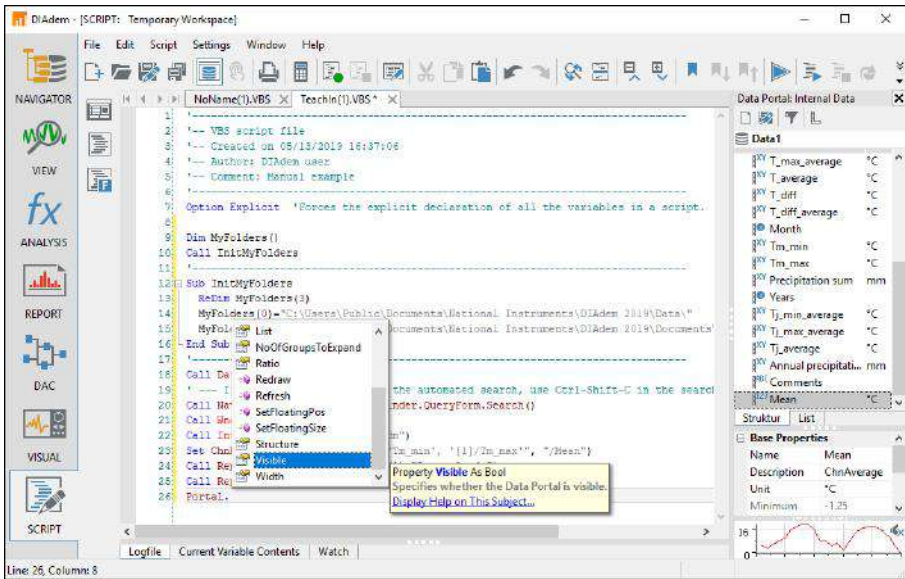 DIAdem - [SCRIPT: Temporary Workspace]
File Edit Script Settings Window Help
NAVIGATOR
VIEW
fx
ANALYSIS
REPORT
DAC
VISUAL
SCRIPT
NoName(1).VBS TeachIn(1).VBS *
1 '
2 '-- VBS script file
3 '-- Created on 05/13/2019 16:37:06
4 '-- Author: DIAdem user
5 '-- Comment: Manual example
6 '
7 Option Explicit 'Forces the explicit declaration of all the variables in a script.
8
9 Dim MyFolders()
10 Call InitMyFolders
11 '
12 Sub InitMyFolders
13 ReDim MyFolders(3)
14 MyFolders(0)="C:\Users\Public\Documents\National Instruments\DIAdem 2019\Data\"
15 MyFol Documents\National Instruments\DIAdem 2019\Documents
16 End Sub
17 '
18 Call Da
19 ' --- I the automated search, use Ctrl-Shift-C in the search
20 Call Na nder.QueryForm.Search()
21 Call
22 Call In n")
23 Set Chn Tm_min', '[1]/Tm_max'", "/Mean")
24 Call Re
25 Call Re
26 Portal.
List
NoOfGroupsToExpand
Ratio
Redraw
Refresh
SetFloatingPos
SetFloatingSize
Structure
Visible
Width
Property Visible As Bool
Specifies whether the Data Portal is visible.
Display Help on This Subject...
Logfile Current Variable Contents Watch
Line: 26, Column: 8
Data Portal: Internal Data
Data1
T_max_average °C
T_average °C
T_diff °C
T_diff_average °C
Month
Tm_min °C
Tm_max °C
Precipitation sum mm
Years
Tj_min_average °C
Tj_max_average °C
Tj_average °C
Annual precipitati... mm
Comments
Mean °C
Struktur List
Base Properties
Name Mean
Description ChnAverage
Unit °C
Minimum -1.25
16
0